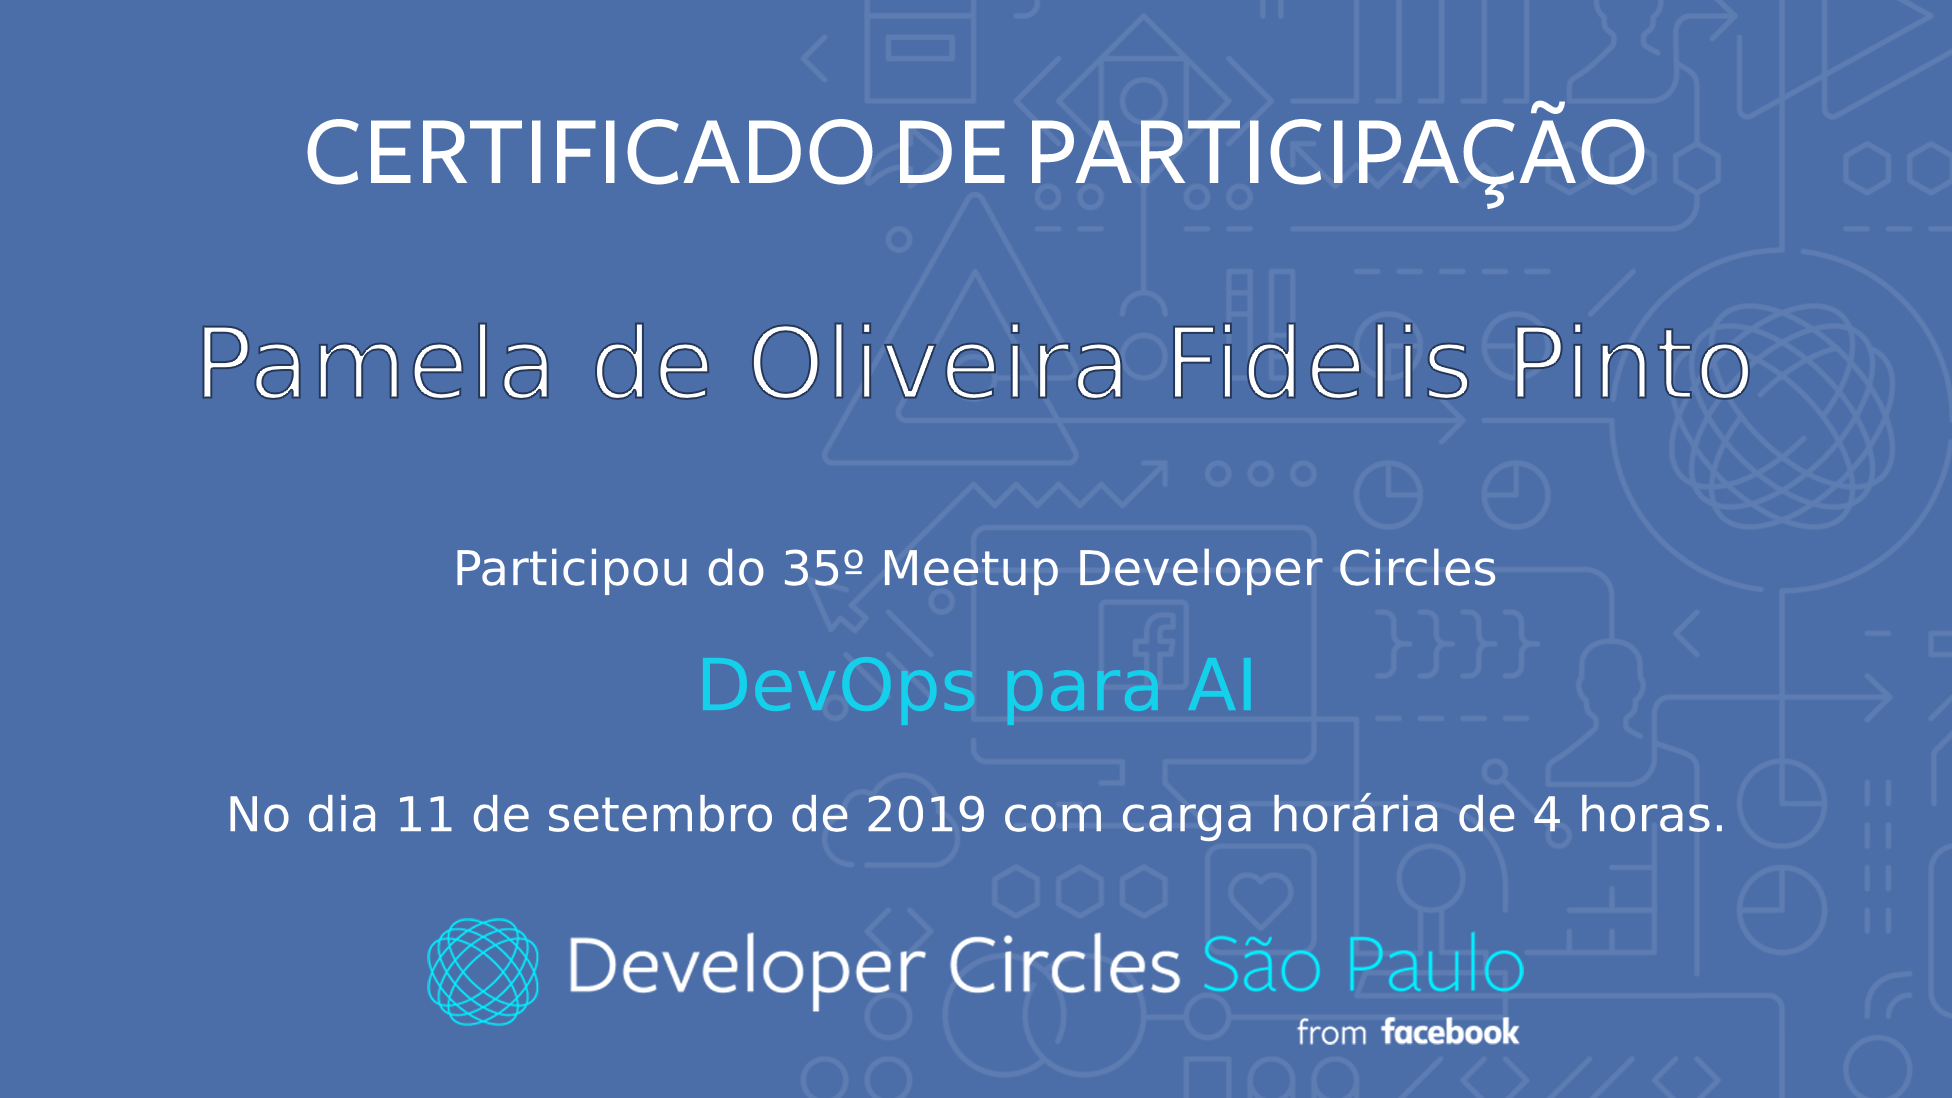 CERTIFICADO DE PARTICIPAÇÃO
Pamela de Oliveira Fidelis Pinto
Participou do 35º Meetup Developer Circles
DevOps para AI
No dia 11 de setembro de 2019 com carga horária de 4 horas.
Developer Circles São Paulo
from facebook